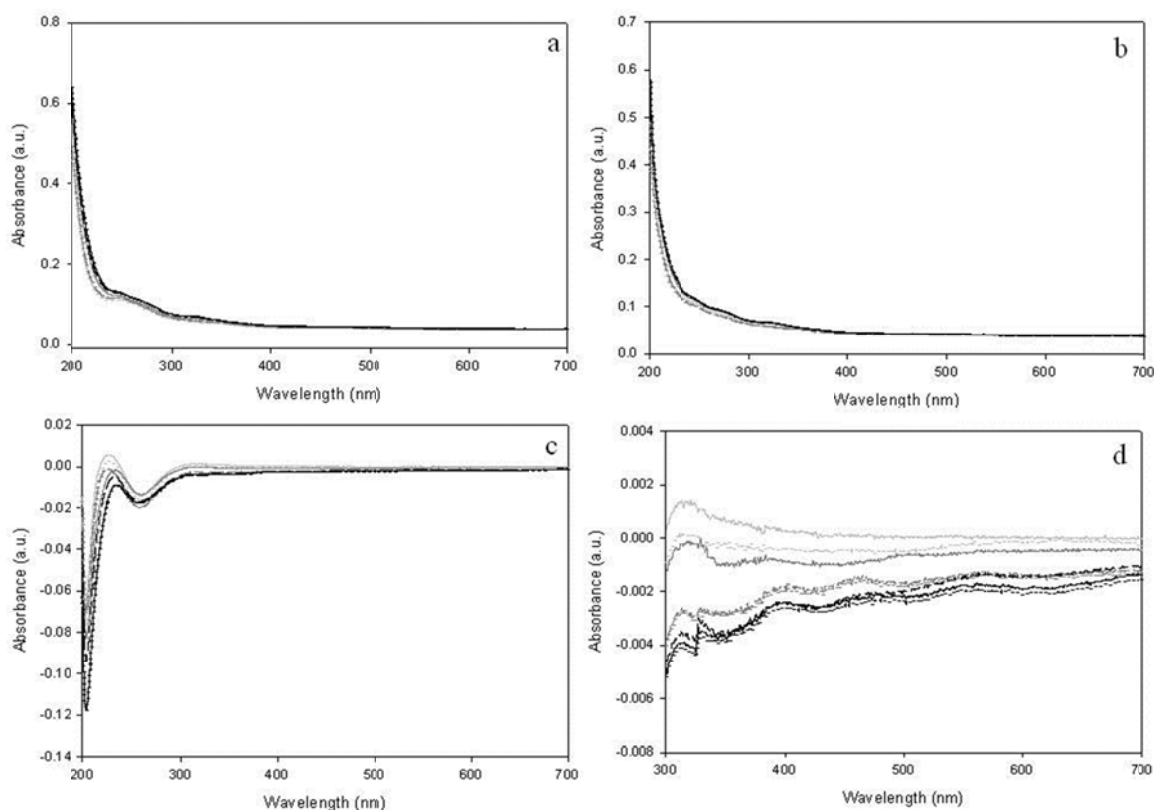 a
Absorbance (a.u.)
0.8
0.6
0.4
0.2
0.0
200 300 400 500 600 700
Wavelength (nm)
b
Absorbance (a.u.)
0.7
0.6
0.5
0.4
0.3
0.2
0.1
0.0
200 300 400 500 600 700
Wavelength (nm)
c
Absorbance (a.u.)
0.02
0.00
-0.02
-0.04
-0.06
-0.08
-0.10
-0.12
-0.14
200 300 400 500 600 700
Wavelength (nm)
d
Absorbance (a.u.)
0.004
0.002
0.000
-0.002
-0.004
-0.006
-0.008
300 400 500 600 700
Wavelength (nm)